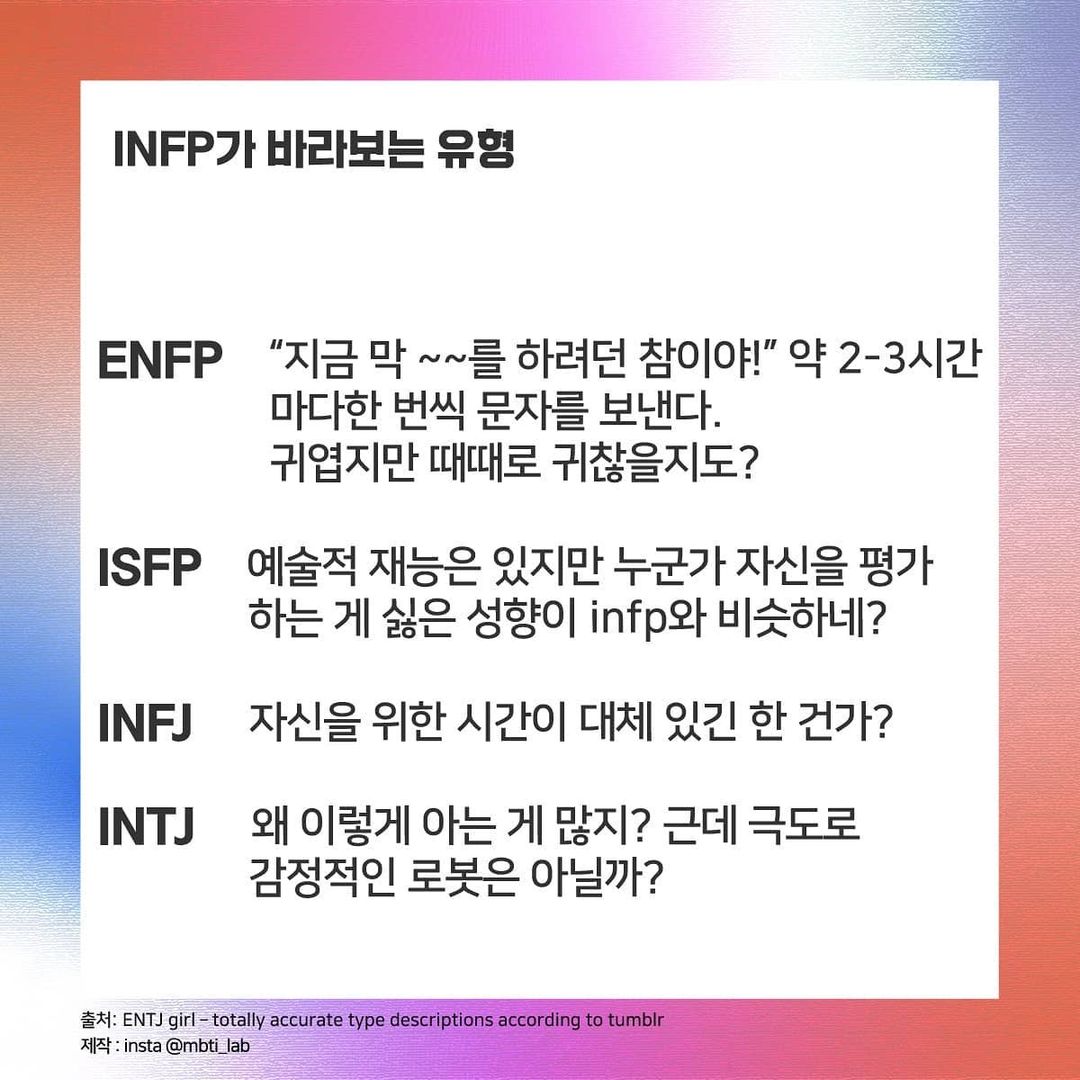 INFP가 바라보는 유형
ENFP “지금 막 ~~를 하려던 참이야!” 약 2-3시간
마다한 번씩 문자를 보낸다.
귀엽지만 때때로 귀찮을지도?
ISFP 예술적 재능은 있지만 누군가 자신을 평가
하는 게 싫은 성향이 infp와 비슷하네?
INFJ 자신을 위한 시간이 대체 있긴 한 건가?
INTJ 왜 이렇게 아는 게 많지? 근데 극도로
감정적인 로봇은 아닐까?
출처: ENTJ girl - totally accurate type descriptions according to tumblr
제작 : insta @mbti_lab